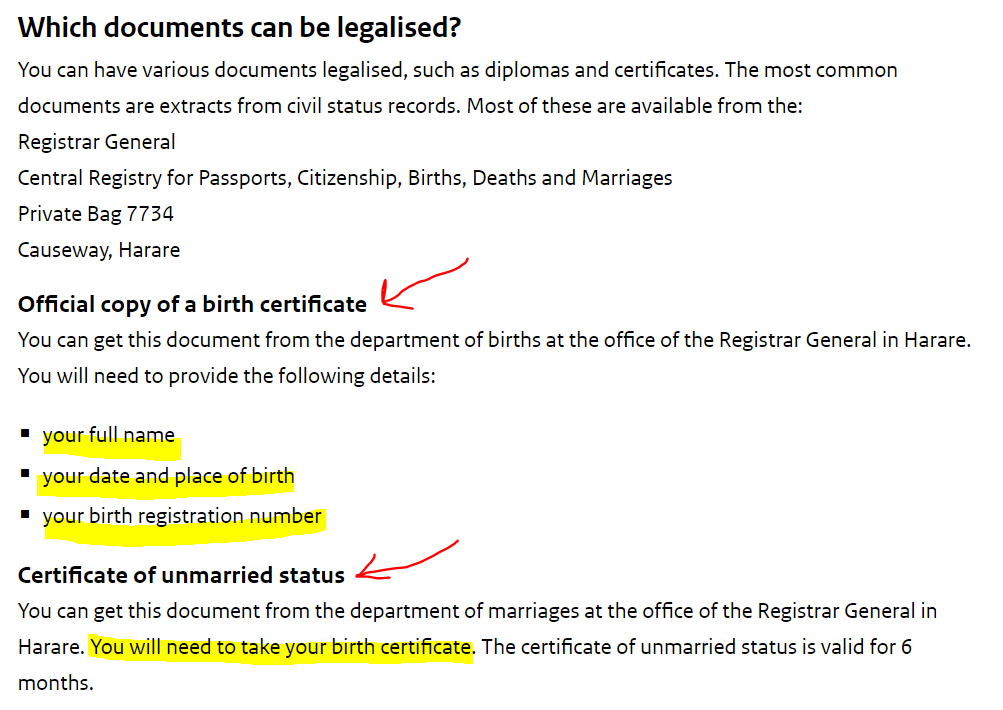 Which documents can be legalised?
You can have various documents legalised, such as diplomas and certificates. The most common
documents are extracts from civil status records. Most of these are available from the:
Registrar General
Central Registry for Passports, Citizenship, Births, Deaths and Marriages
Private Bag 7734
Causeway, Harare
Official copy of a birth certificate
You can get this document from the department of births at the office of the Registrar General in Harare.
You will need to provide the following details:
▪ your full name
▪ your date and place of birth
▪ your birth registration number
Certificate of unmarried status
You can get this document from the department of marriages at the office of the Registrar General in
Harare. You will need to take your birth certificate. The certificate of unmarried status is valid for 6
months.